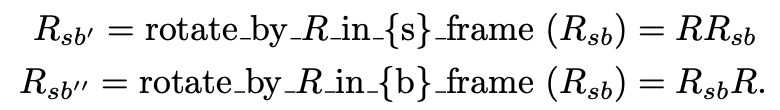 R_{sb'} = rotate_by_R_in_{s}_frame (R_{sb}) = RR_{sb}
R_{sb''} = rotate_by_R_in_{b}_frame (R_{sb}) = R_{sb}R.